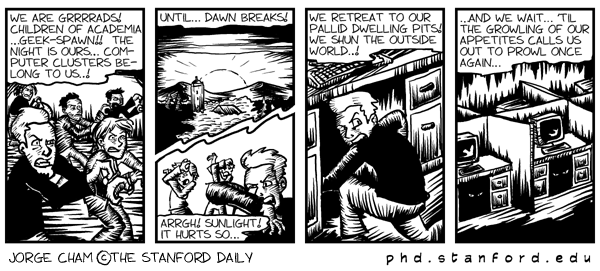 WE ARE GRRRRADS!
CHILDREN OF ACADEMIA
...GEEK-SPAWN!! THE
NIGHT IS OURS... COM-
PUTER CLUSTERS BE-
LONG TO US..!
UNTIL... DAWN BREAKS!
ARRGH! SUNLIGHT!
IT HURTS SO...
WE RETREAT TO OUR
PALLID DWELLING PITS!
WE SHUN THE OUTSIDE
WORLD...!
...AND WE WAIT... 'TIL
THE GROWLING OF OUR
APPETITES CALLS US
OUT TO PROWL ONCE
AGAIN...
JORGE CHAM ©THE STANFORD DAILY
phd.stanford.edu